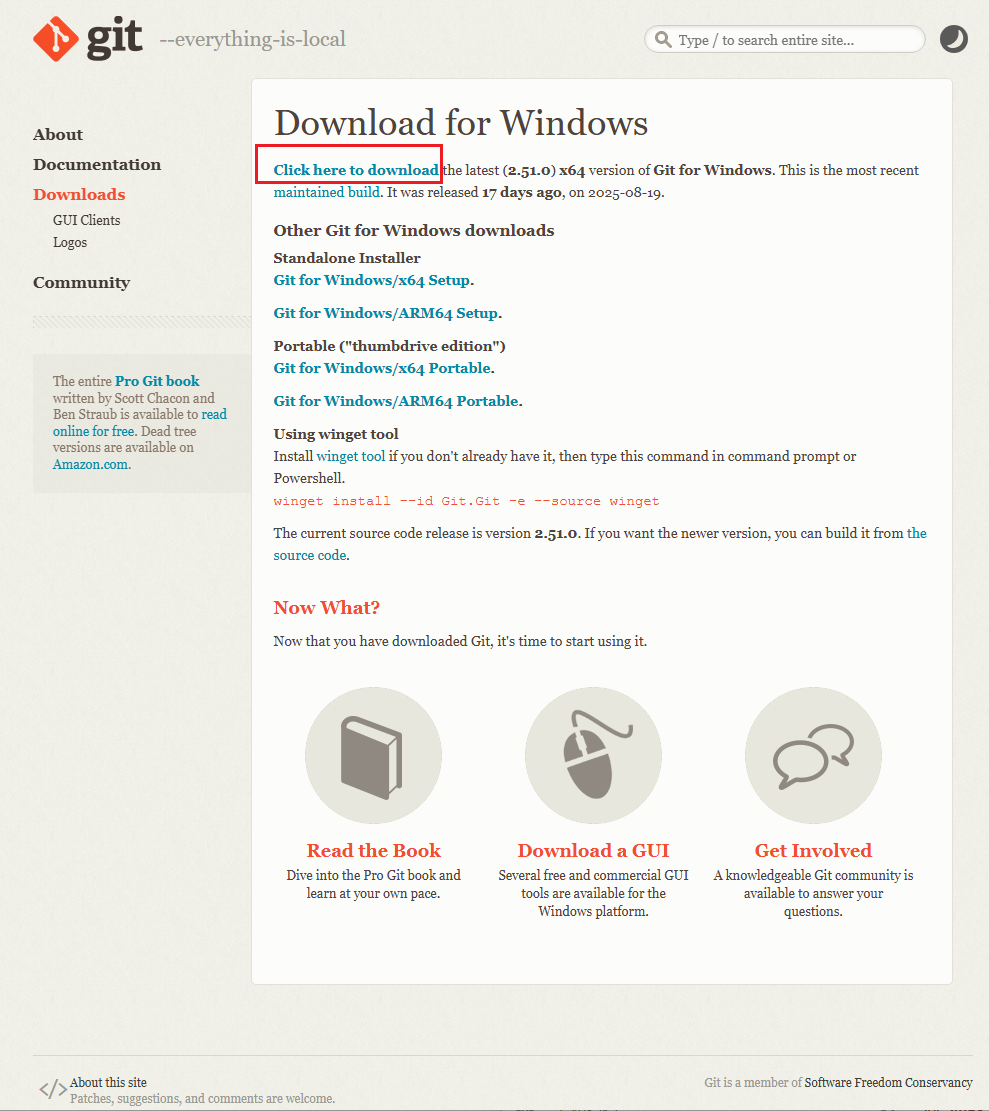 git --everything-is-local
Type / to search entire site...
About
Documentation
Downloads
GUI Clients
Logos
Community
The entire Pro Git book
written by Scott Chacon and
Ben Straub is available to read
online for free. Dead tree
versions are available on
Amazon.com.
Download for Windows
Click here to download the latest (2.51.0) x64 version of Git for Windows. This is the most recent
maintained build. It was released 17 days ago, on 2025-08-19.
Other Git for Windows downloads
Standalone Installer
Git for Windows/x64 Setup.
Git for Windows/ARM64 Setup.
Portable ("thumbdrive edition")
Git for Windows/x64 Portable.
Git for Windows/ARM64 Portable.
Using winget tool
Install winget tool if you don't already have it, then type this command in command prompt or
Powershell.
winget install --id Git.Git -e --source winget
The current source code release is version 2.51.0. If you want the newer version, you can build it from the
source code.
Now What?
Now that you have downloaded Git, it's time to start using it.
Read the Book
Dive into the Pro Git book and
learn at your own pace.
Download a GUI
Several free and commercial GUI
tools are available for the
Windows platform.
Get Involved
A knowledgeable Git community is
available to answer your
questions.
</> About this site
Patches, suggestions, and comments are welcome.
Git is a member of Software Freedom Conservancy